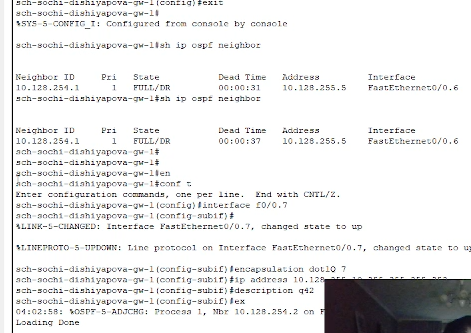 sch-sochi-dishiyapova-gw-1(config)#exit
sch-sochi-dishiyapova-gw-1#
%SYS-5-CONFIG_I: Configured from console by console
sch-sochi-dishiyapova-gw-1#sh ip ospf neighbor
Neighbor ID Pri State Dead Time Address Interface
10.128.254.1 1 FULL/DR 00:00:31 10.128.255.5 FastEthernet0/0.6
sch-sochi-dishiyapova-gw-1#sh ip ospf neighbor
Neighbor ID Pri State Dead Time Address Interface
10.128.254.1 1 FULL/DR 00:00:37 10.128.255.5 FastEthernet0/0.6
sch-sochi-dishiyapova-gw-1#
sch-sochi-dishiyapova-gw-1#
sch-sochi-dishiyapova-gw-1#en
sch-sochi-dishiyapova-gw-1#conf t
Enter configuration commands, one per line. End with CNTL/Z.
sch-sochi-dishiyapova-gw-1(config)#interface f0/0.7
sch-sochi-dishiyapova-gw-1(config-subif)#
%LINK-5-CHANGED: Interface FastEthernet0/0.7, changed state to up
%LINEPROTO-5-UPDOWN: Line protocol on Interface FastEthernet0/0.7, changed state to up
sch-sochi-dishiyapova-gw-1(config-subif)#encapsulation dot1Q 7
sch-sochi-dishiyapova-gw-1(config-subif)#ip address
sch-sochi-dishiyapova-gw-1(config-subif)#description q42
sch-sochi-dishiyapova-gw-1(config-subif)#ex
04:02:58: %OSPF-5-ADJCHG: Process 1, Nbr 10.128.254.2 on F
Loading Done